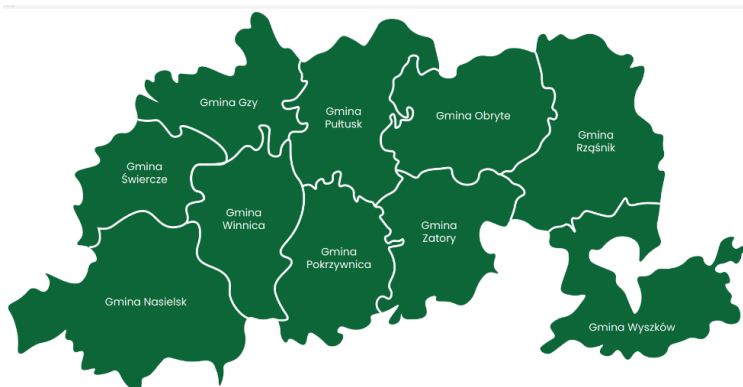 Gmina Gzy
Gmina
Pułtusk
Gmina Obryte
Gmina
Rząśnik
Gmina
Świercze
Gmina
Winnica
Gmina
Zatory
Gmina
Pokrzywnica
Gmina Nasielsk
Gmina Wyszków